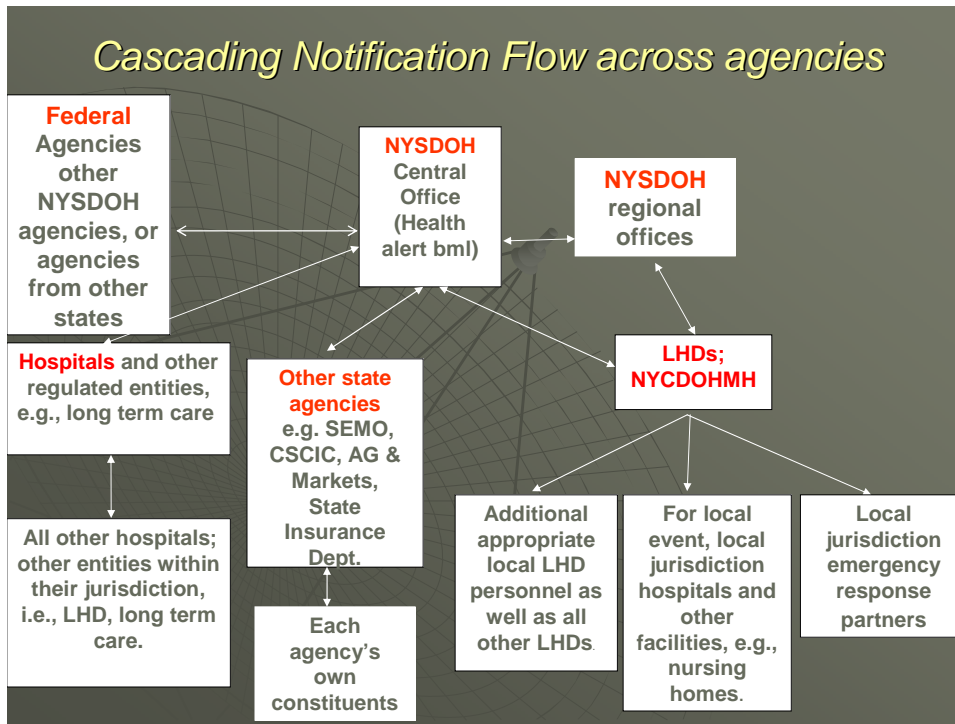 Cascading Notification Flow across agencies
Federal
Agencies
other
NYSDOH
agencies, or
agencies
from other
states
NYSDOH
Central
Office
(Health
alert bml)
NYSDOH
regional
offices
Hospitals and other
regulated entities,
e.g., long term care
Other state
agencies
e.g. SEMO,
CSCIC, AG &
Markets,
State
Insurance
Dept.
LHDs;
NYCDOHMH
All other hospitals;
other entities within
their jurisdiction,
i.e., LHD, long term
care.
Each
agency's
own
constituents
Additional
appropriate
local LHD
personnel as
well as all
other LHDs.
For local
event, local
jurisdiction
hospitals and
other
facilities, e.g.,
nursing
homes.
Local
jurisdiction
emergency
response
partners